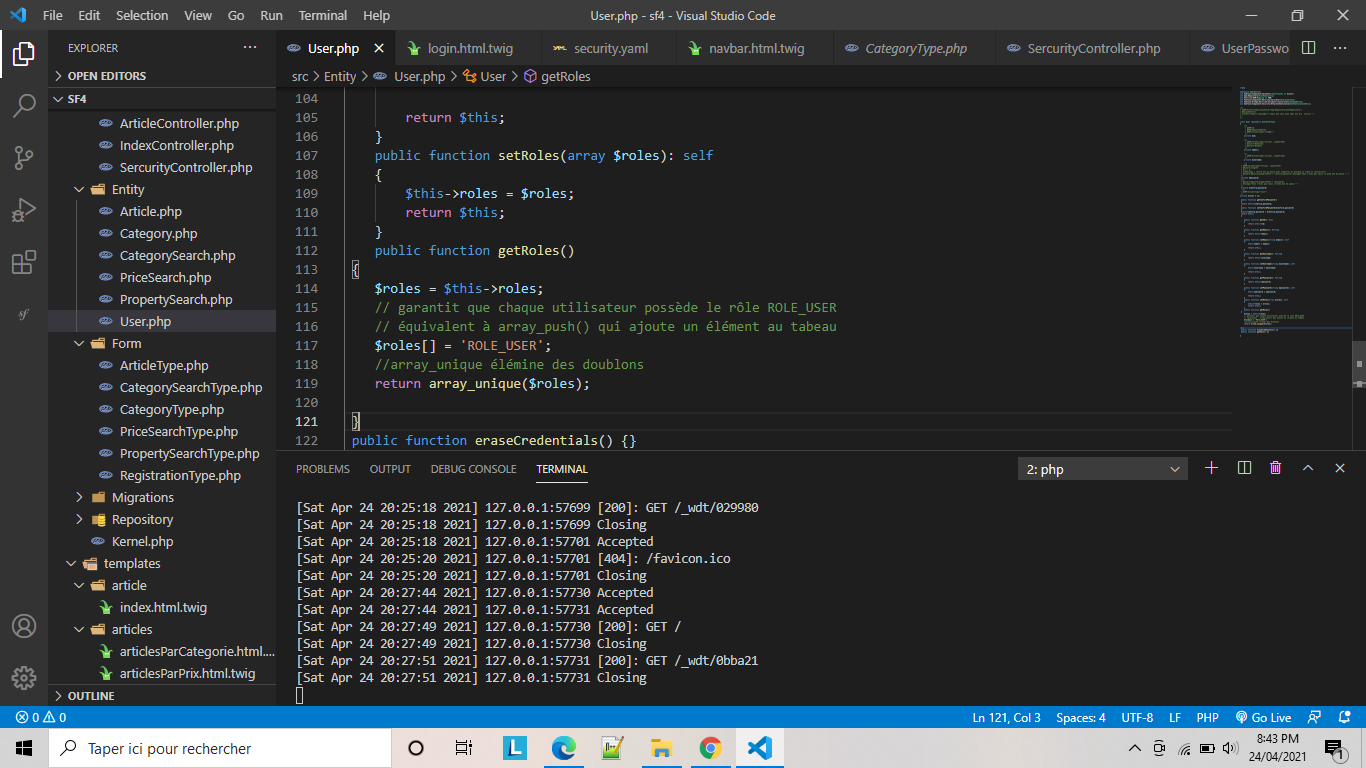 File Edit Selection View Go Run Terminal Help
User.php - sf4 - Visual Studio Code
EXPLORER
OPEN EDITORS
SF4
ArticleController.php
IndexController.php
SercurityController.php
Entity
Article.php
Category.php
CategorySearch.php
PriceSearch.php
PropertySearch.php
User.php
Form
ArticleType.php
CategorySearchType.php
CategoryType.php
PriceSearchType.php
PropertySearchType.php
RegistrationType.php
Migrations
Repository
Kernel.php
templates
article
index.html.twig
articles
articlesParCategorie.html....
articlesParPrix.html.twig
OUTLINE
User.php login.html.twig security.yaml navbar.html.twig CategoryType.php SercurityController.php UserPasswo
src > Entity > User.php > User > getRoles
104
105 return $this;
106 }
107 public function setRoles(array $roles): self
108 {
109 $this->roles = $roles;
110 return $this;
111 }
112 public function getRoles()
113 {
114 $roles = $this->roles;
115 // garantit que chaque utilisateur possède le rôle ROLE_USER
116 // équivalent à array_push() qui ajoute un élément au tabeau
117 $roles[] = 'ROLE_USER';
118 //array_unique élémine des doublons
119 return array_unique($roles);
120
121 }
122 public function eraseCredentials() {}
PROBLEMS OUTPUT DEBUG CONSOLE TERMINAL
2: php
[Sat Apr 24 20:25:18 2021] 127.0.0.1:57699 [200]: GET /_wdt/029980
[Sat Apr 24 20:25:18 2021] 127.0.0.1:57699 Closing
[Sat Apr 24 20:25:18 2021] 127.0.0.1:57701 Accepted
[Sat Apr 24 20:25:20 2021] 127.0.0.1:57701 [404]: /favicon.ico
[Sat Apr 24 20:25:20 2021] 127.0.0.1:57701 Closing
[Sat Apr 24 20:27:44 2021] 127.0.0.1:57730 Accepted
[Sat Apr 24 20:27:44 2021] 127.0.0.1:57731 Accepted
[Sat Apr 24 20:27:49 2021] 127.0.0.1:57730 [200]: GET /
[Sat Apr 24 20:27:49 2021] 127.0.0.1:57730 Closing
[Sat Apr 24 20:27:51 2021] 127.0.0.1:57731 [200]: GET /_wdt/0bba21
[Sat Apr 24 20:27:51 2021] 127.0.0.1:57731 Closing
0 0
Ln 121, Col 3 Spaces: 4 UTF-8 LF PHP Go Live
Taper ici pour rechercher
8:43 PM
24/04/2021
1